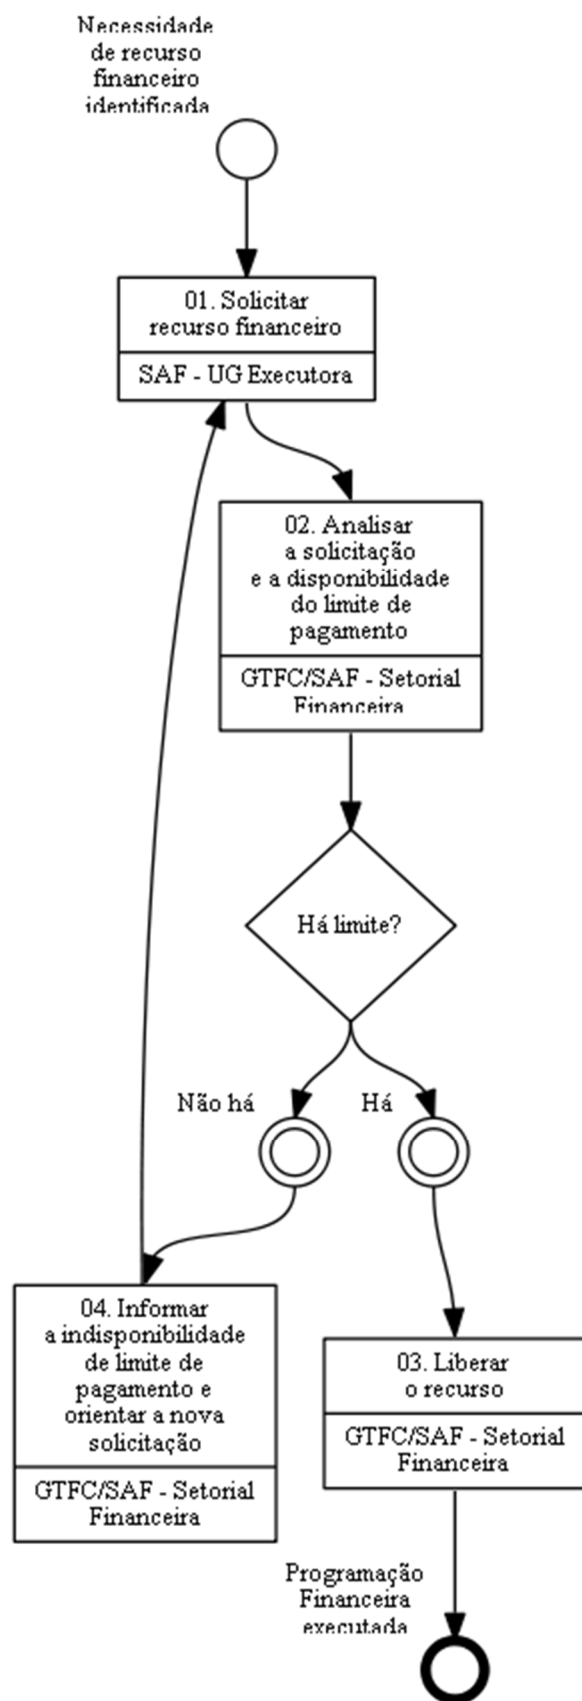 Necessidade
de recurso
financeiro
identificada
01. Solicitar
recurso financeiro
SAF - UG Executora
02. Analisar
a solicitação
e a disponibilidade
do limite de
pagamento
GTFC/SAF - Setorial
Financeira
Há limite?
Não há
Há
04. Informar
a indisponibilidade
de limite de
pagamento e
orientar a nova
solicitação
GTFC/SAF - Setorial
Financeira
03. Liberar
o recurso
GTFC/SAF - Setorial
Financeira
Programação
Financeira
executada